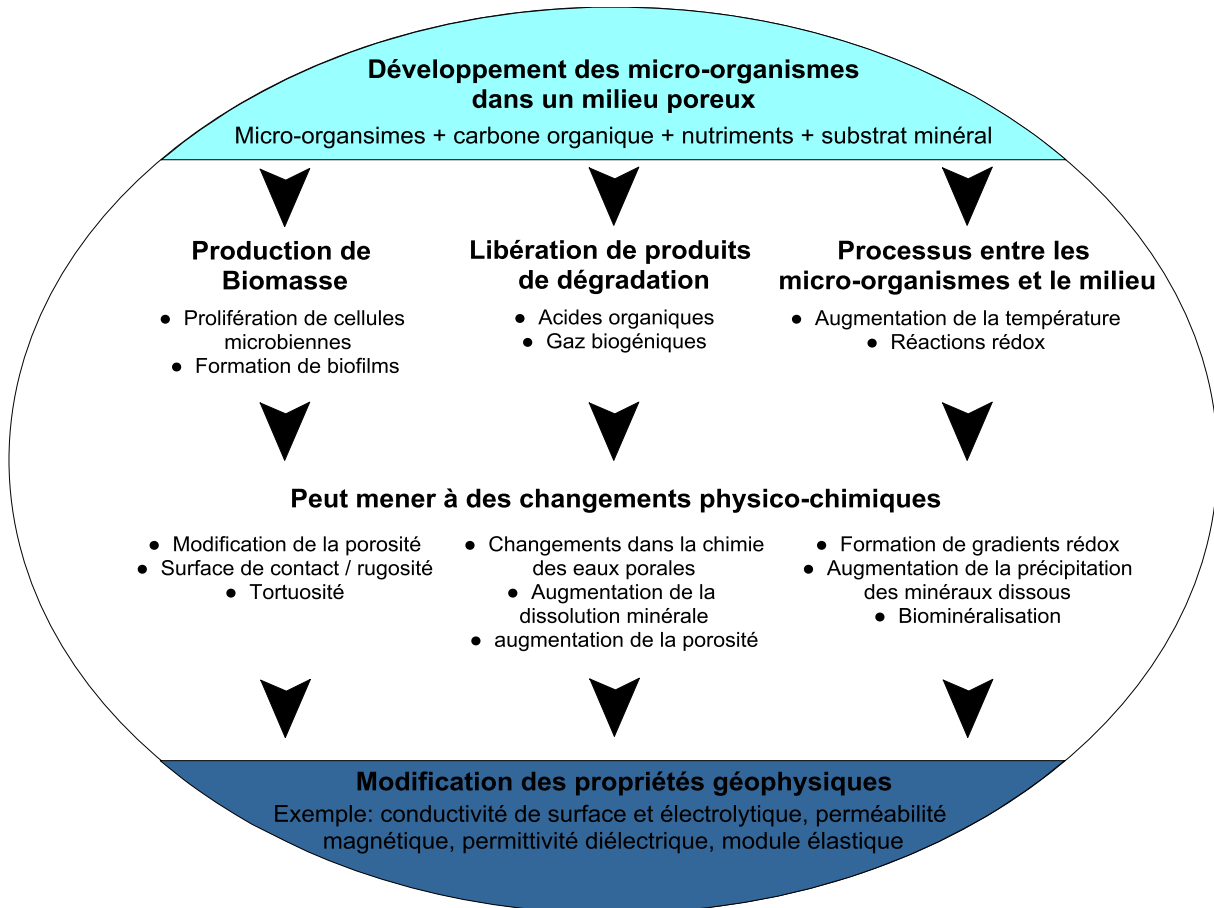 Développement des micro-organismes
dans un milieu poreux
Micro-organsimes + carbone organique + nutriments + substrat minéral
Production de
Biomasse
● Prolifération de cellules
microbiennes
● Formation de biofilms
Libération de produits
de dégradation
● Acides organiques
● Gaz biogéniques
Processus entre les
micro-organismes et le milieu
● Augmentation de la température
● Réactions rédox
Peut mener à des changements physico-chimiques
● Modification de la porosité
● Surface de contact / rugosité
● Tortuosité
● Changements dans la chimie
des eaux porales
● Augmentation de la
dissolution minérale
● augmentation de la porosité
● Formation de gradients rédox
● Augmentation de la précipitation
des minéraux dissous
● Biominéralisation
Modification des propriétés géophysiques
Exemple: conductivité de surface et électrolytique, perméabilité
magnétique, permittivité diélectrique, module élastique